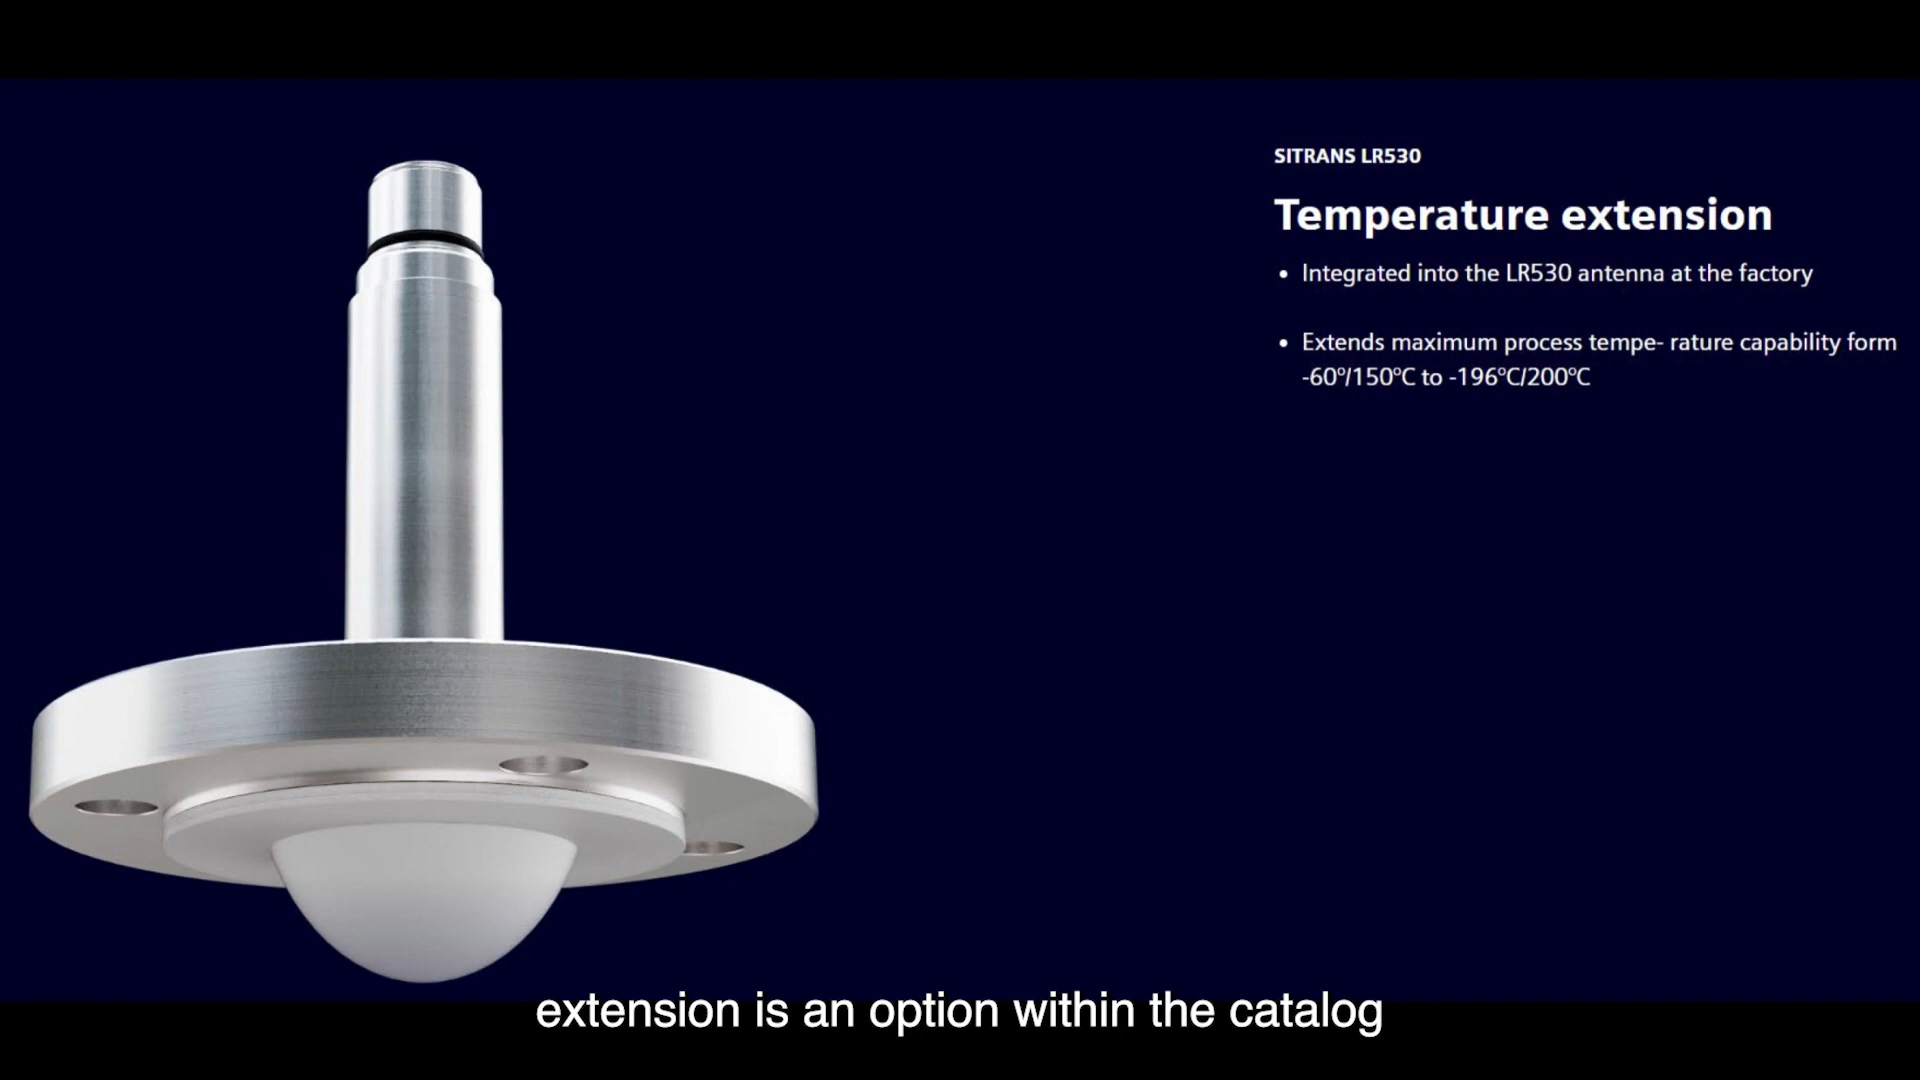 SITRANS LR530
Temperature extension
• Integrated into the LR530 antenna at the factory
• Extends maximum process tempe- rature capability form
-60º/150ºC to -196ºC/200ºC
extension is an option within the catalog